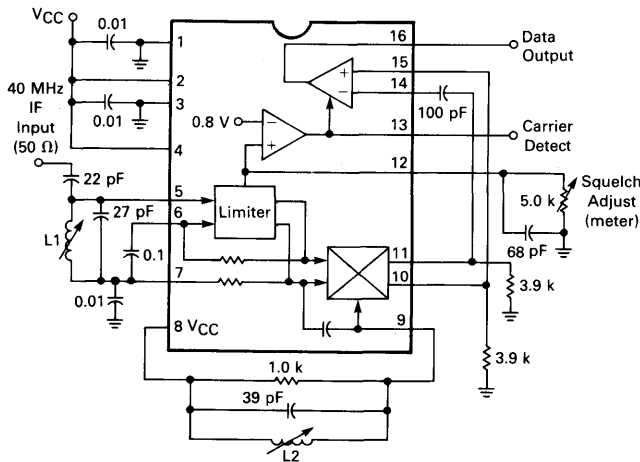 VCC
0.01
1
2
3
0.01
4
40 MHz
IF
Input
(50 Ω)
22 pF
5
6
27 pF
L1
0.1
7
0.01
8 VCC
Limiter
0.8 V
−
+
+
−
16
15
14
100 pF
13
12
11
10
9
Data
Output
Carrier
Detect
Squelch
Adjust
(meter)
5.0 k
68 pF
3.9 k
3.9 k
1.0 k
39 pF
L2